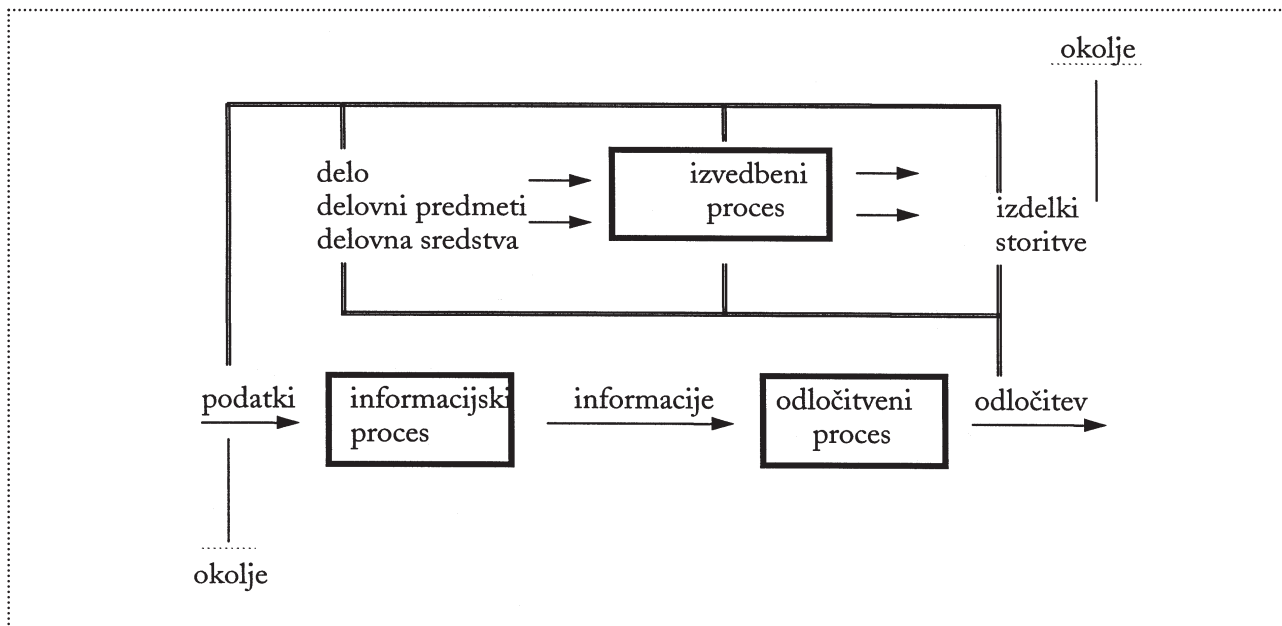 okolje
delo
delovni predmeti
delovna sredstva
izvedbeni
proces
izdelki
storitve
podatki
informacijski
proces
informacije
odločitveni
proces
odločitev
okolje